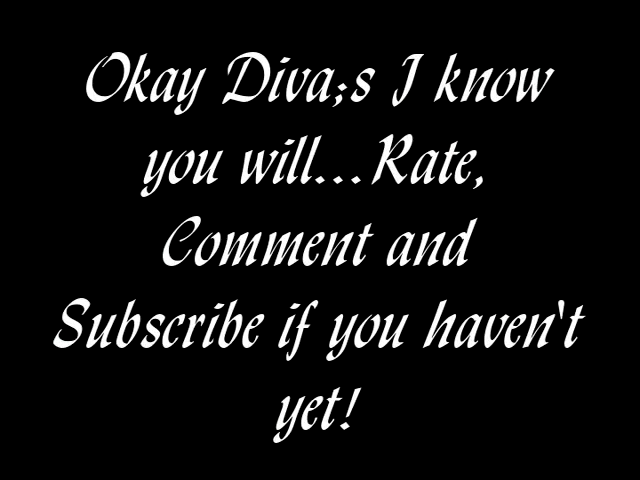 Okay Diva;s I know
you will...Rate,
Comment and
Subscribe if you haven't
yet!